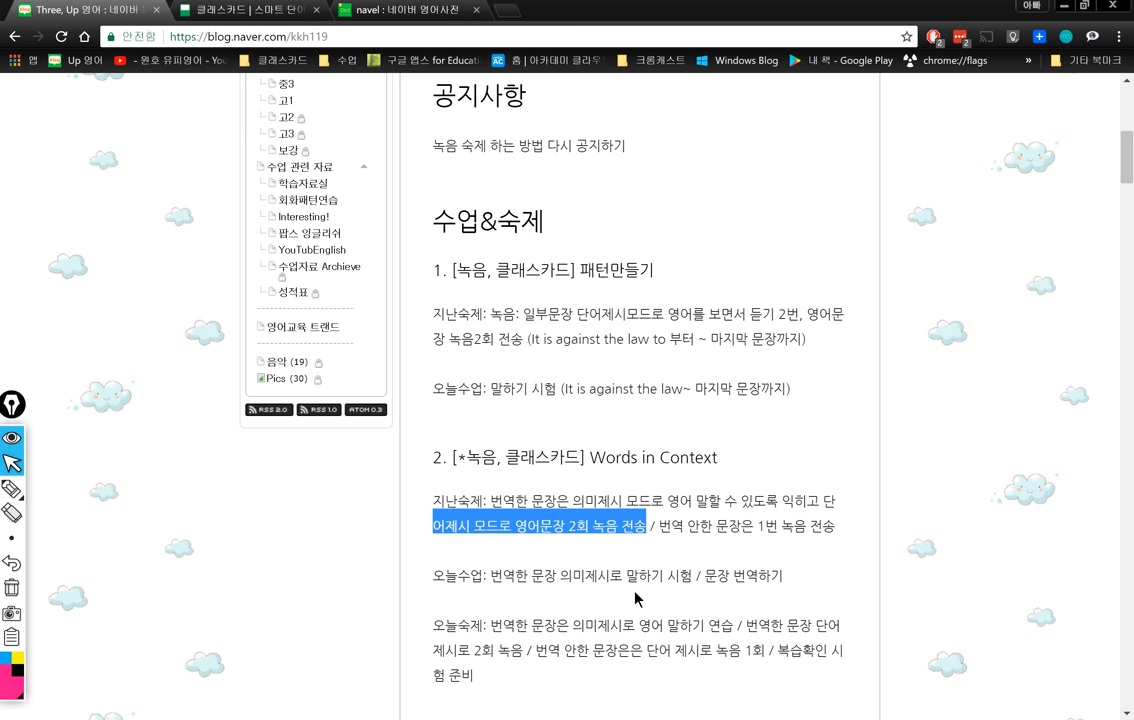 Three, Up 영어 : 네이버
클래스카드 | 스마트 단어
navel : 네이버 영어사전
아빠
안전함 https://blog.naver.com/kkh119
2
2
앱
Up 영어
- 원호 유피영어 - You
클래스카드
수업
구글 앱스 for Educati
홈 | 아카데미 클라우
크롬캐스트
Windows Blog
내 책 - Google Play
chrome://flags
»
기타 북마크
중3
고1
고2
고3
보강
수업 관련 자료
학습자료실
회화패턴연습
Interesting!
팝스 잉글리쉬
YouTubEnglish
수업자료 Archieve
성적표
영어교육 트랜드
음악 (19)
Pics (30)
RSS 2.0
RSS 1.0
ATOM 0.3
공지사항
녹음 숙제 하는 방법 다시 공지하기
수업&숙제
1. [녹음, 클래스카드] 패턴만들기
지난숙제: 녹음: 일부문장 단어제시모드로 영어를 보면서 듣기 2번, 영어문
장 녹음2회 전송 (It is against the law to 부터 ~ 마지막 문장까지)
오늘수업: 말하기 시험 (It is against the law~ 마지막 문장까지)
2. [*녹음, 클래스카드] Words in Context
지난숙제: 번역한 문장은 의미제시 모드로 영어 말할 수 있도록 익히고 단
어제시 모드로 영어문장 2회 녹음 전송 / 번역 안한 문장은 1번 녹음 전송
오늘수업: 번역한 문장 의미제시로 말하기 시험 / 문장 번역하기
오늘숙제: 번역한 문장은 의미제시로 영어 말하기 연습 / 번역한 문장 단어
제시로 2회 녹음 / 번역 안한 문장은은 단어 제시로 녹음 1회 / 복습확인 시
험 준비